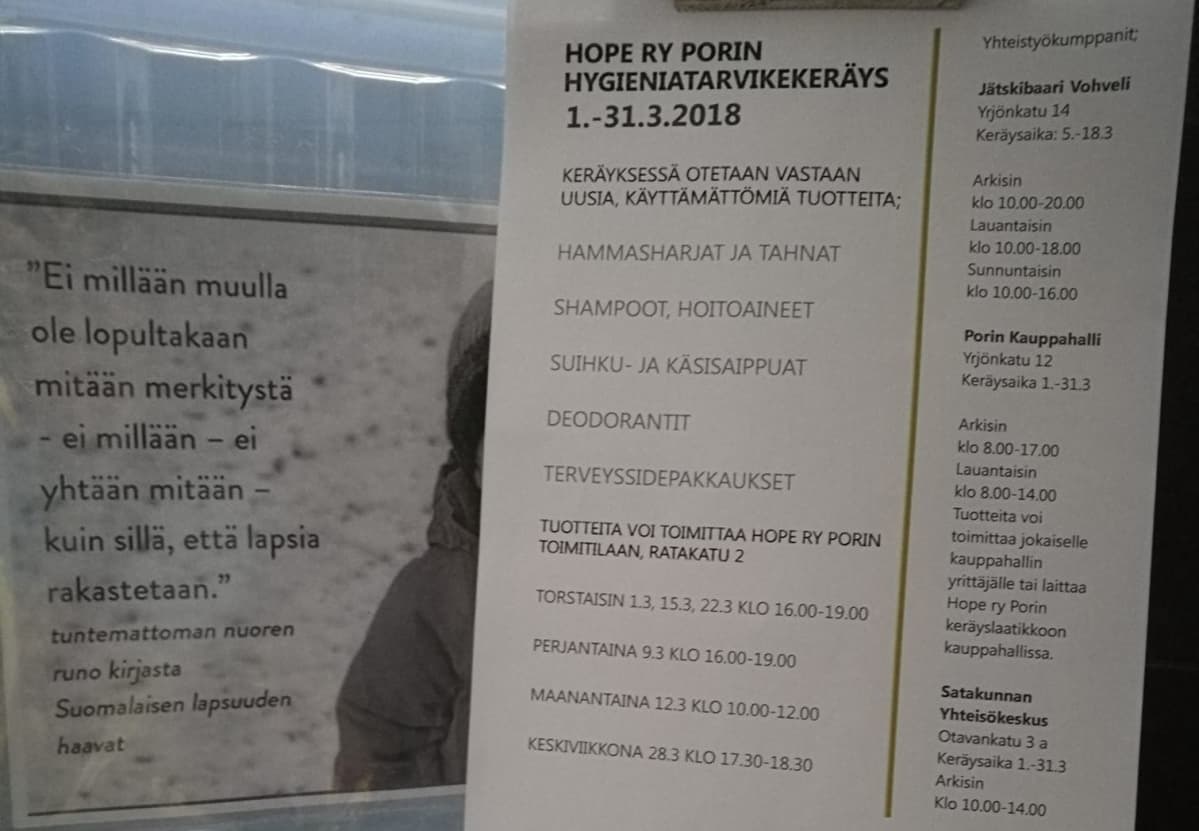 "Ei millään muulla
ole lopultakaan
mitään merkitystä
- ei millään – ei
yhtään mitään –
kuin sillä, että lapsia
rakastetaan."
tuntemattoman nuoren
runo kirjasta
Suomalaisen lapsuuden
haavat
HOPE RY PORIN
HYGIENIATARVIKEKERÄYS
1.-31.3.2018
KERÄYKSESSÄ OTETAAN VASTAAN
UUSIA, KÄYTTÄMÄTTÖMIÄ TUOTTEITA;
HAMMASHARJAT JA TAHNAT
SHAMPOOT, HOITOAINEET
SUIHKU- JA KÄSISAIPPUAT
DEODORANTIT
TERVEYSSIDEPAKKAUKSET
TUOTTEITA VOI TOIMITTAA HOPE RY PORIN
TOIMITILAAN, RATAKATU 2
TORSTAISIN 1.3, 15.3, 22.3 KLO 16.00-19.00
PERJANTAINA 9.3 KLO 16.00-19.00
MAANANTAINA 12.3 KLO 10.00-12.00
KESKIVIIKKONA 28.3 KLO 17.30-18.30
Yhteistyökumppanit;
Jätskibaari Vohveli
Yrjönkatu 14
Keräysaika: 5.-18.3
Arkisin
klo 10.00-20.00
Lauantaisin
klo 10.00-18.00
Sunnuntaisin
klo 10.00-16.00
Porin Kauppahalli
Yrjönkatu 12
Keräysaika 1.-31.3
Arkisin
klo 8.00-17.00
Lauantaisin
klo 8.00-14.00
Tuotteita voi
toimittaa jokaiselle
kauppahallin
yrittäjälle tai laittaa
Hope ry Porin
keräyslaatikkoon
kauppahallissa.
Satakunnan
Yhteisökeskus
Otavankatu 3 a
Keräysaika 1.-31.3
Arkisin
Klo 10.00-14.00